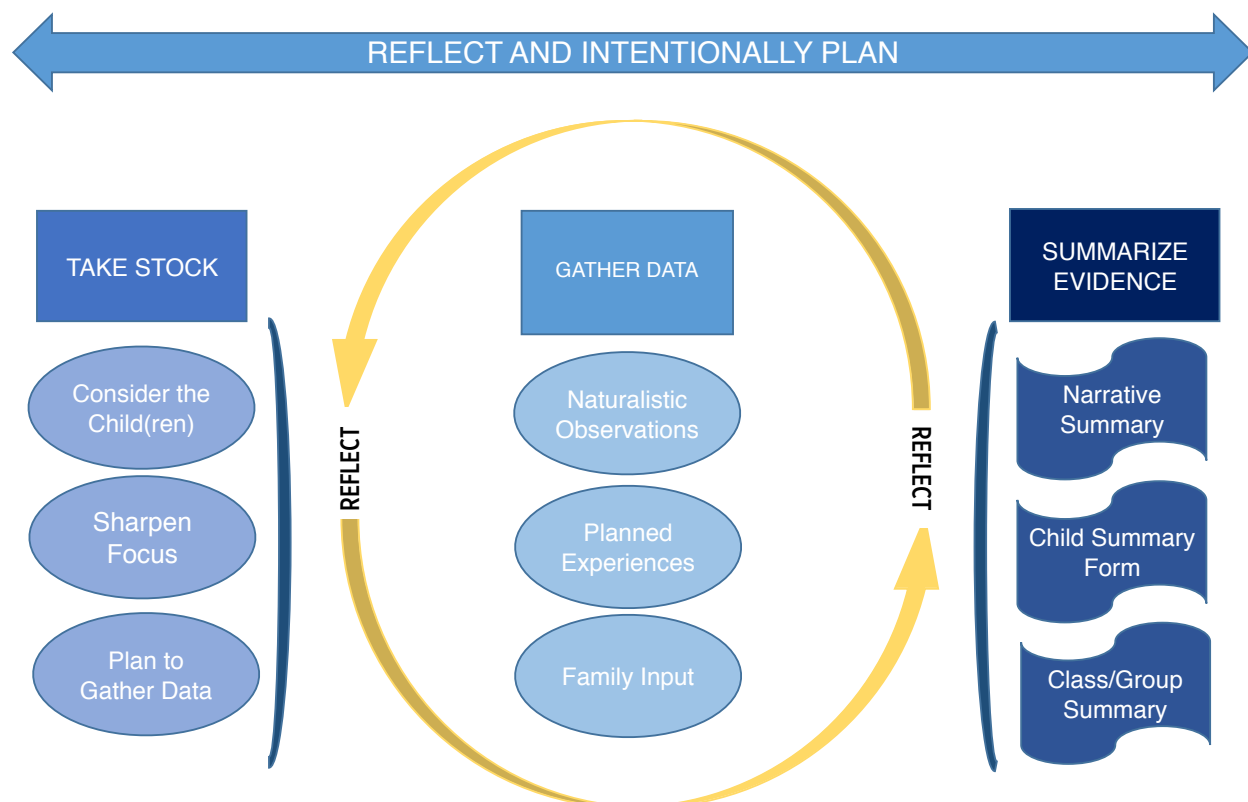 REFLECT AND INTENTIONALLY PLAN
TAKE STOCK
Consider the
Child(ren)
Sharpen
Focus
Plan to
Gather Data
REFLECT
GATHER DATA
Naturalistic
Observations
Planned
Experiences
Family Input
REFLECT
SUMMARIZE
EVIDENCE
Narrative
Summary
Child Summary
Form
Class/Group
Summary